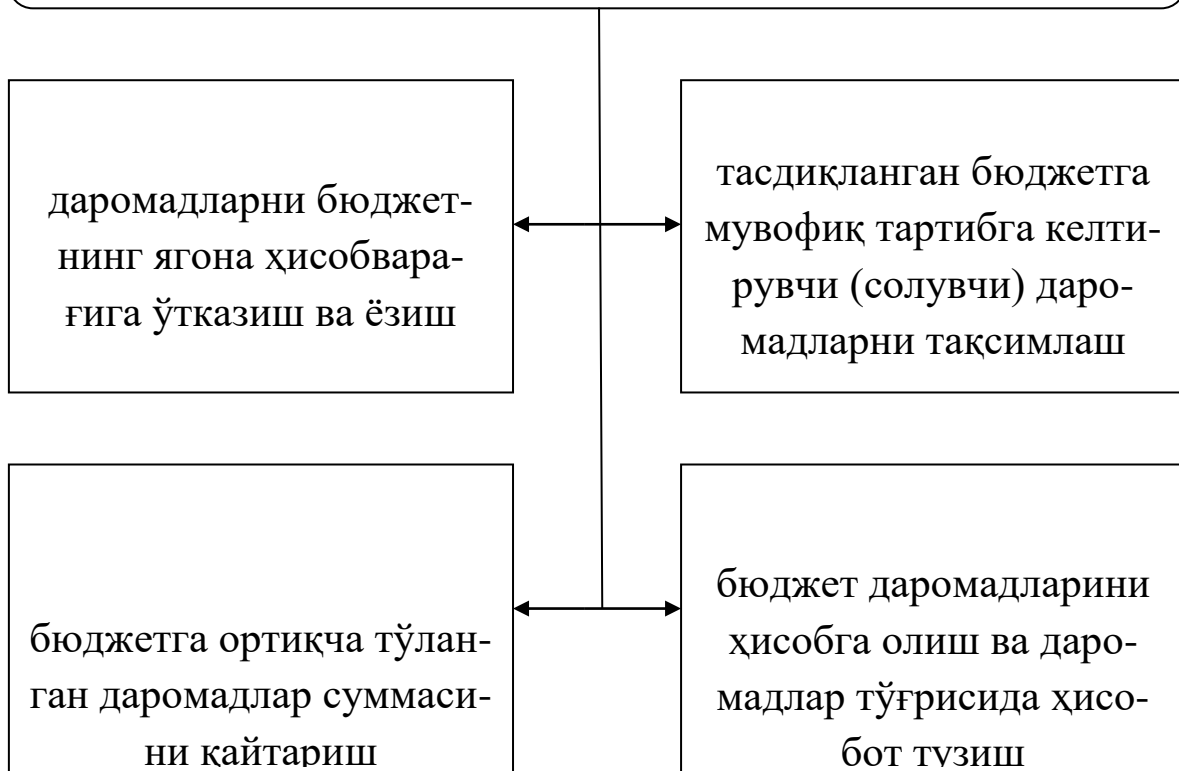 даромадларни бюджет-
нинг ягона ҳисобвара-
ғига ўтказиш ва ёзиш
тасдиқланган бюджетга
мувофиқ тартибга келти-
рувчи (солувчи) даро-
мадларни тақсимлаш
бюджетга ортиқча тўлан-
ган даромадлар суммаси-
ни қайтариш
бюджет даромадларини
ҳисобга олиш ва даро-
мадлар тўғрисида ҳисо-
бот тузиш